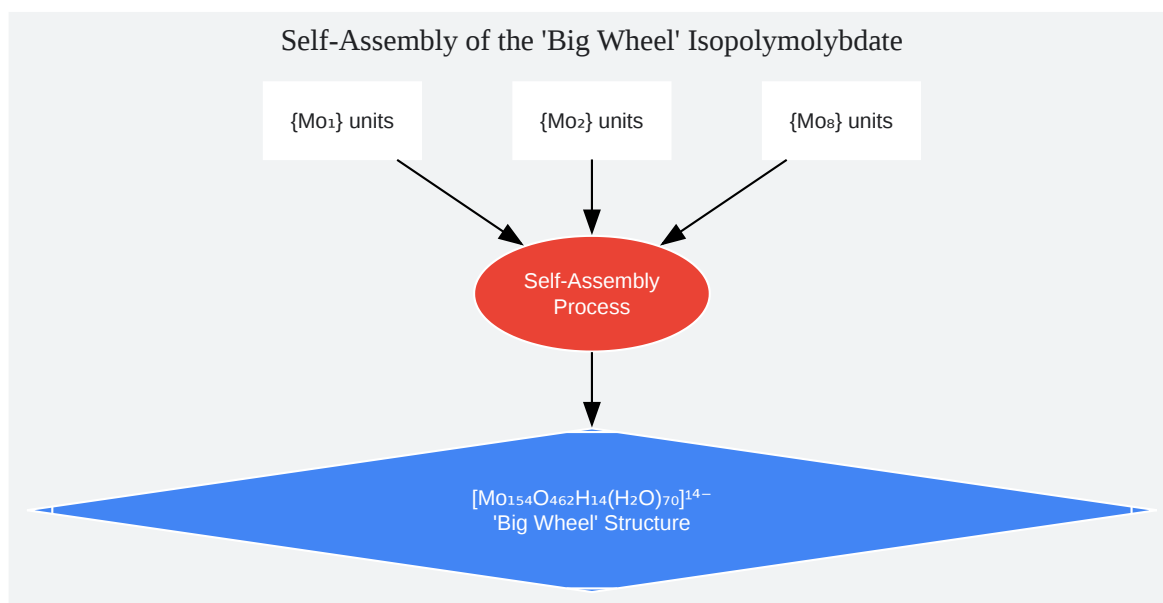 Self-Assembly of the 'Big Wheel' Isopolymolybdate
{Mo₁} units
{Mo₂} units
{Mo₈} units
Self-Assembly
Process
[Mo₁₅₄O₄₆₂H₁₄(H₂O)₇₀]¹⁴⁻
'Big Wheel' Structure